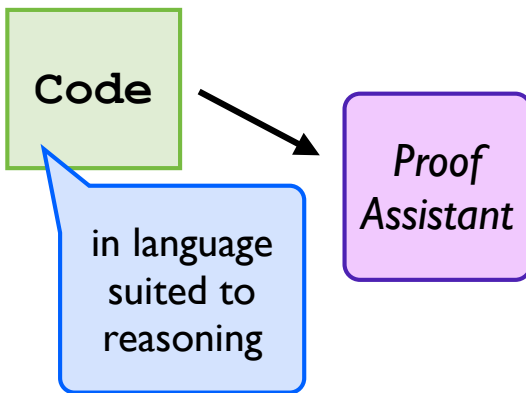 Code
Proof
Assistant
in language
suited to
reasoning